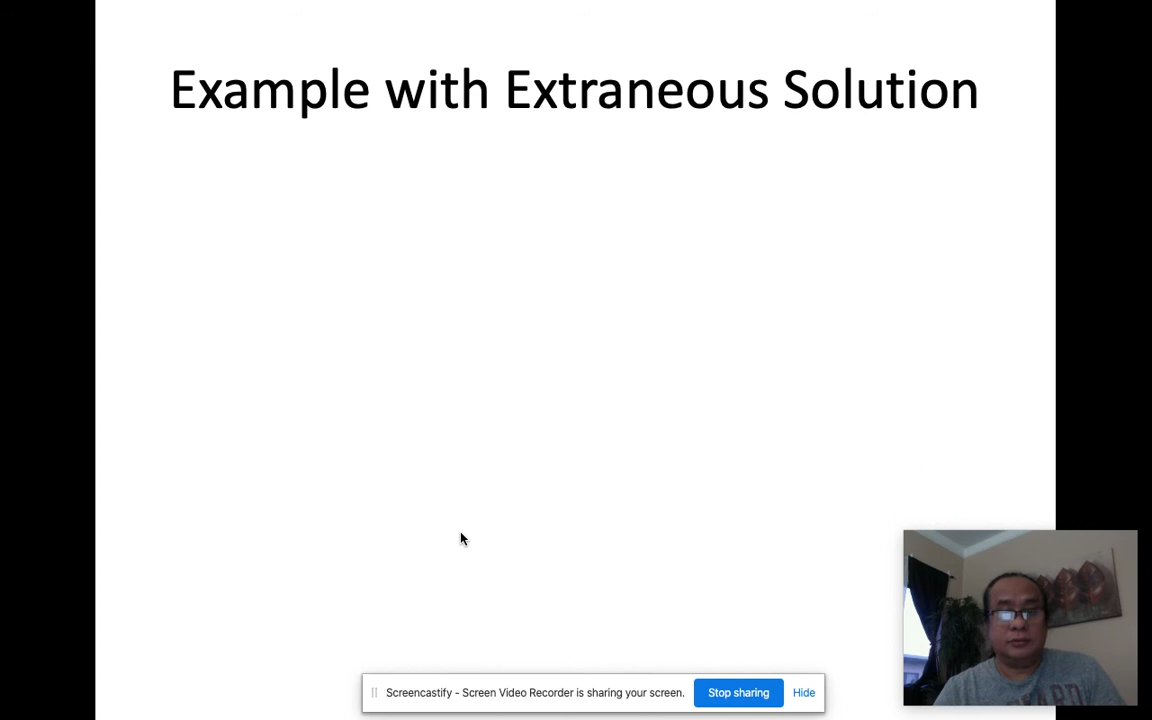 Example with Extraneous Solution
Screencastify - Screen Video Recorder is sharing your screen. Stop sharing Hide